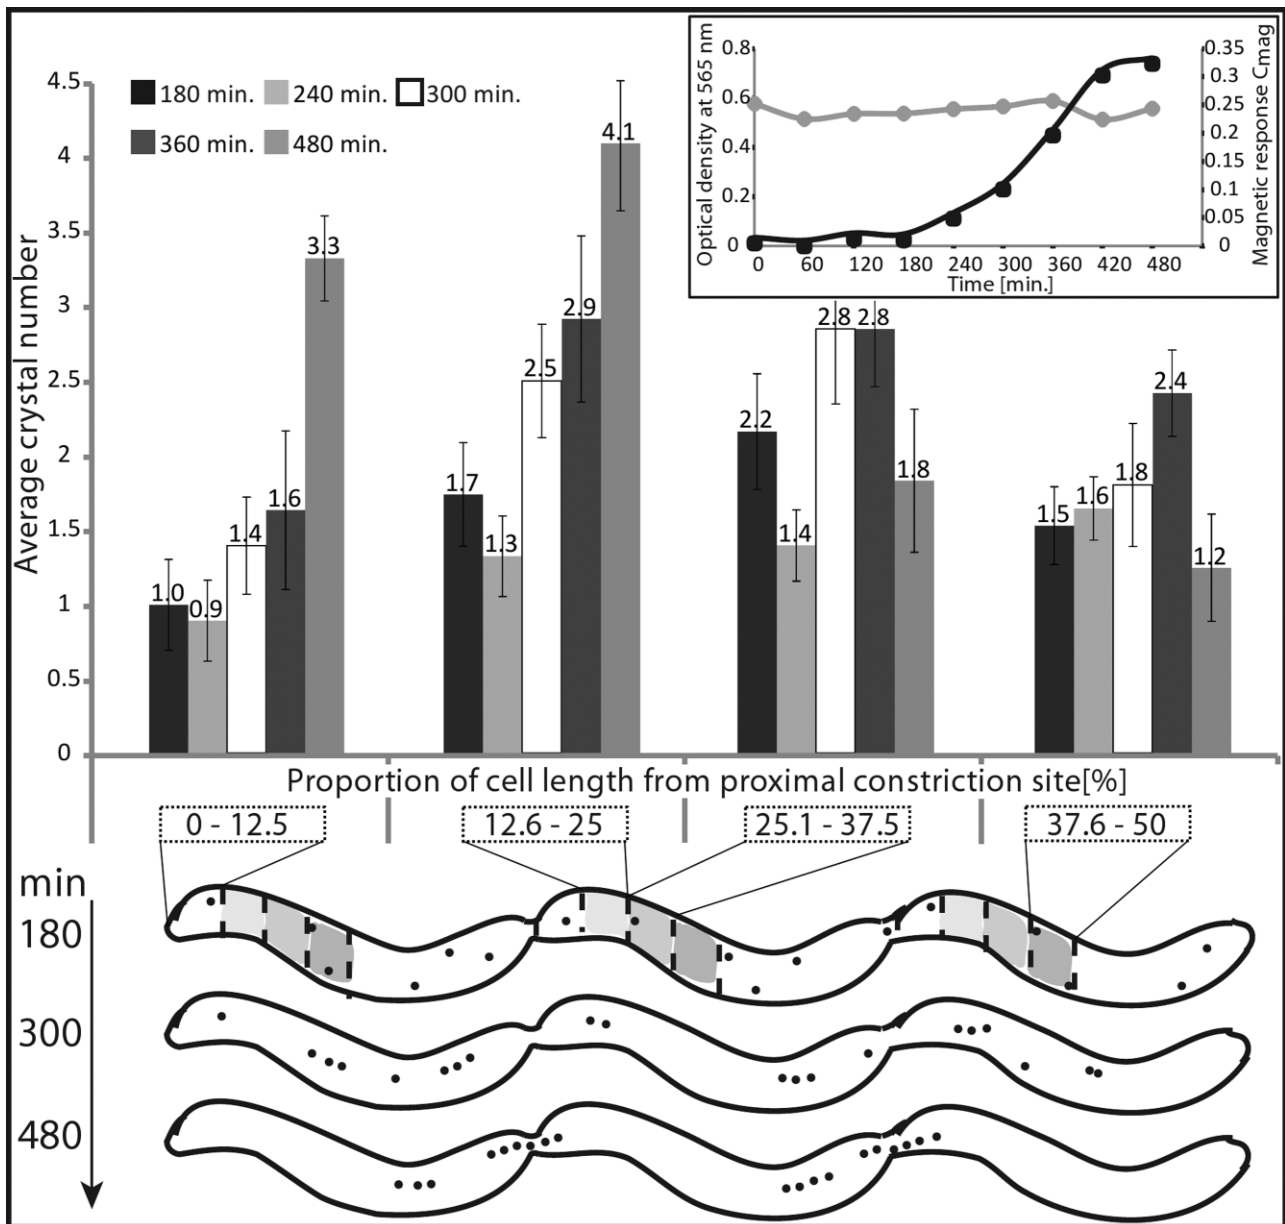 4.5
4
3.5
3
2.5
2
1.5
1
0.5
0
Average crystal number
180 min. 240 min. 300 min.
360 min. 480 min.
1.0 0.9 1.4 1.6 3.3
1.7 1.3 2.5 2.9 4.1
2.2 1.4 2.8 2.8 1.8
1.5 1.6 1.8 2.4 1.2
Optical density at 565 nm
0.8
0.6
0.4
0.2
0
0.35
0.3
0.25
0.2
0.15
0.1
0.05
0
Magnetic response Cmag
0 60 120 180 240 300 360 420 480
Time [min.]
Proportion of cell length from proximal constriction site[%]
0 - 12.5 12.6 - 25 25.1 - 37.5 37.6 - 50
min
180
300
480